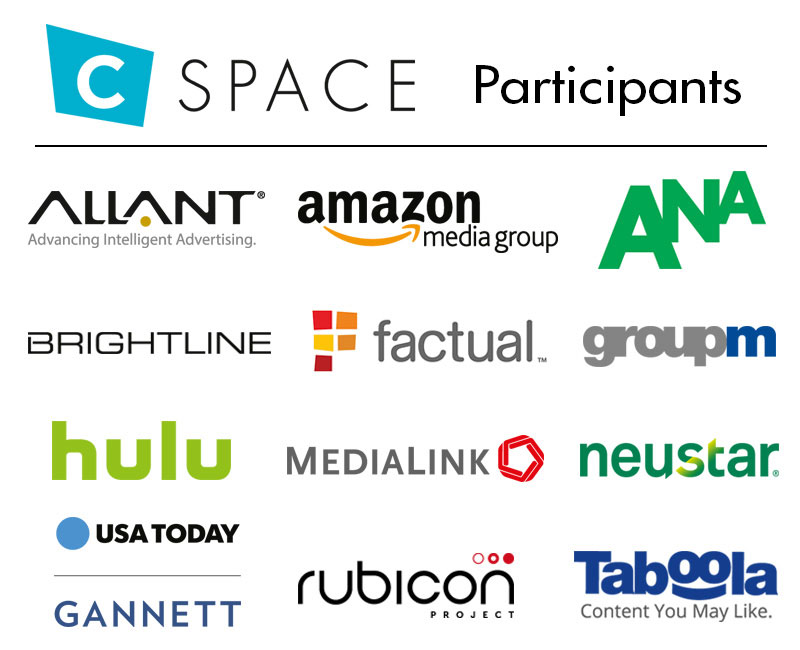 C SPACE Participants
ALLANT®
Advancing Intelligent Advertising.
amazon
media group
ANA
BRIGHTLINE
factual™
groupm
hulu
MEDIALINK
neustar®
USA TODAY
GANNETT
rubicon
PROJECT
Taboola
Content You May Like.